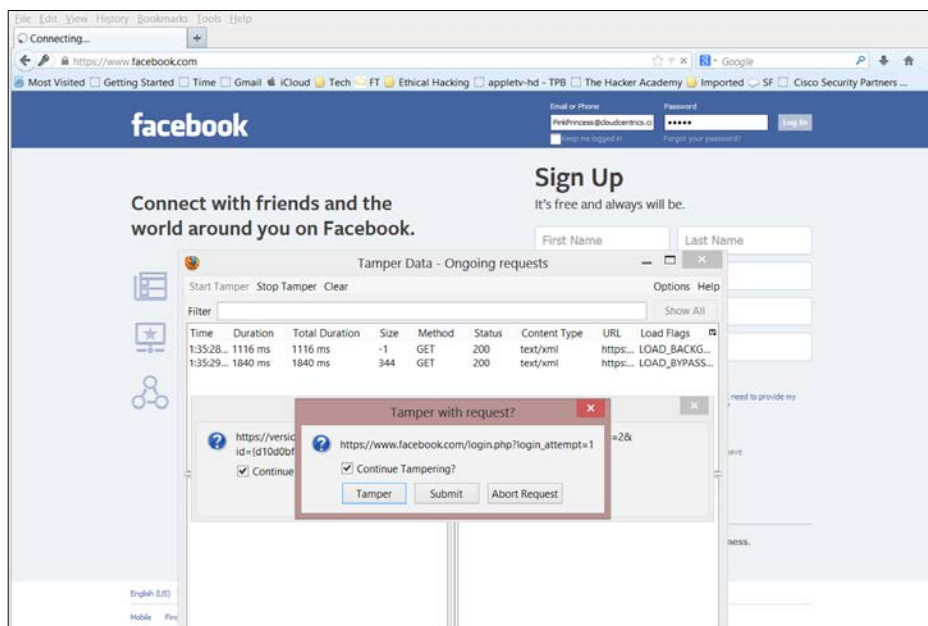 File Edit View History Bookmarks Tools Help
Connecting... +
https://www.facebook.com Google
Most Visited Getting Started Time Gmail iCloud Tech FT Ethical Hacking appletv-hd - TPB The Hacker Academy Imported SF Cisco Security Partners ...
Email or Phone Password
facebook
PinkPrincess@cloudcentrics.c Log In
Keep me logged in Forgot your password?
Sign Up
It's free and always will be.
Connect with friends and the
world around you on Facebook.
First Name Last Name
Tamper Data - Ongoing requests
Start Tamper Stop Tamper Clear Options Help
Filter Show All
Time Duration Total Duration Size Method Status Content Type URL Load Flags
1:35:28... 1116 ms 1116 ms -1 GET 200 text/xml https:... LOAD_BACKG...
1:35:29... 1840 ms 1840 ms 344 GET 200 text/xml https:... LOAD_BYPASS...
need to provide my
Tamper with request?
https://versio =2&
id={d10d0bf
https://www.facebook.com/login.php?login_attempt=1
Continue
Continue Tampering?
Tamper Submit Abort Request
ness.
English (US)
Mobile